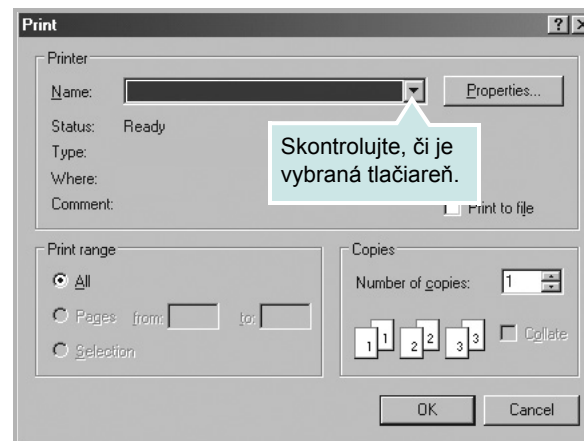 Print
Printer
Name:
Properties...
Status: Ready
Type:
Where:
Comment:
Print to file
Skontrolujte, či je
vybraná tlačiareň.
Print range
All
Pages from: to:
Selection
Copies
Number of copies: 1
1 1 2 2 3 3
Collate
OK Cancel